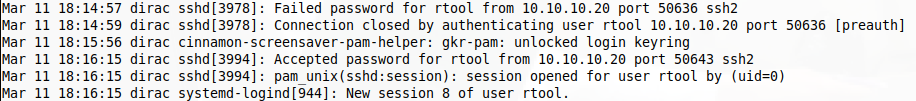 Mar 11 18:14:57 dirac sshd[3978]: Failed password for rtool from 10.10.10.20 port 50636 ssh2
Mar 11 18:14:59 dirac sshd[3978]: Connection closed by authenticating user rtool 10.10.10.20 port 50636 [preauth]
Mar 11 18:15:56 dirac cinnamon-screensaver-pam-helper: gkr-pam: unlocked login keyring
Mar 11 18:16:15 dirac sshd[3994]: Accepted password for rtool from 10.10.10.20 port 50643 ssh2
Mar 11 18:16:15 dirac sshd[3994]: pam_unix(sshd:session): session opened for user rtool by (uid=0)
Mar 11 18:16:15 dirac systemd-logind[944]: New session 8 of user rtool.